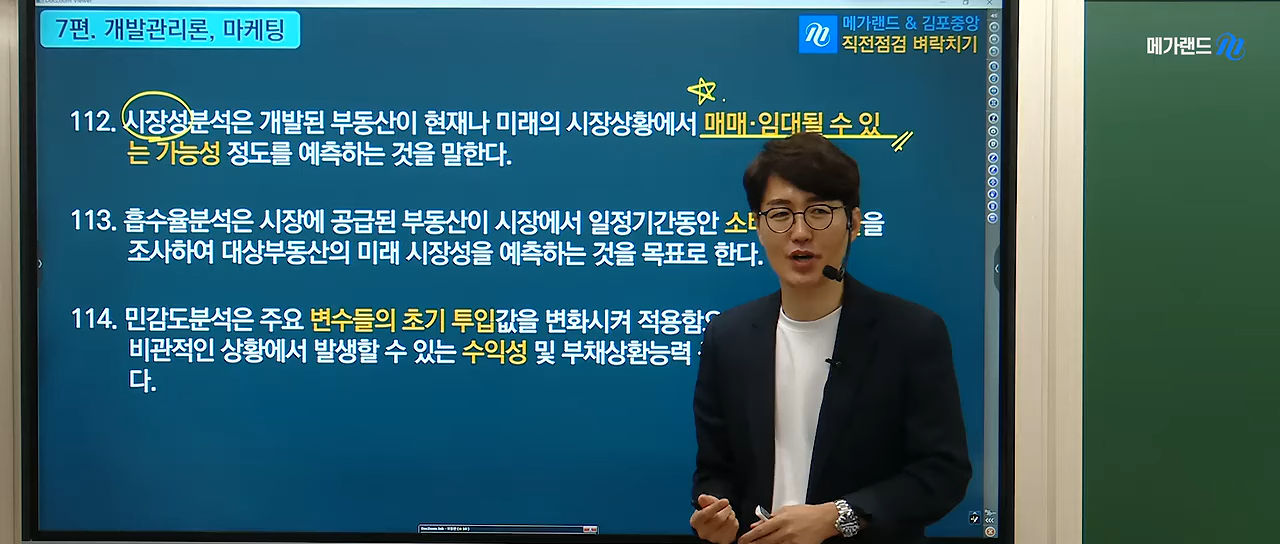 7편. 개발관리론, 마케팅
메가랜드 & 김포중앙
직전점검 벼락치기
메가랜드
112. 시장성분석은 개발된 부동산이 현재나 미래의 시장상황에서 매매·임대될 수 있
는 가능성 정도를 예측하는 것을 말한다.
113. 흡수율분석은 시장에 공급된 부동산이 시장에서 일정기간동안
조사하여 대상부동산의 미래 시장성을 예측하는 것을 목표로 한다.
114. 민감도분석은 주요 변수들의 초기 투입값을 변화시켜
비관적인 상황에서 발생할 수 있는 수익성 및 부채상환능력
다.